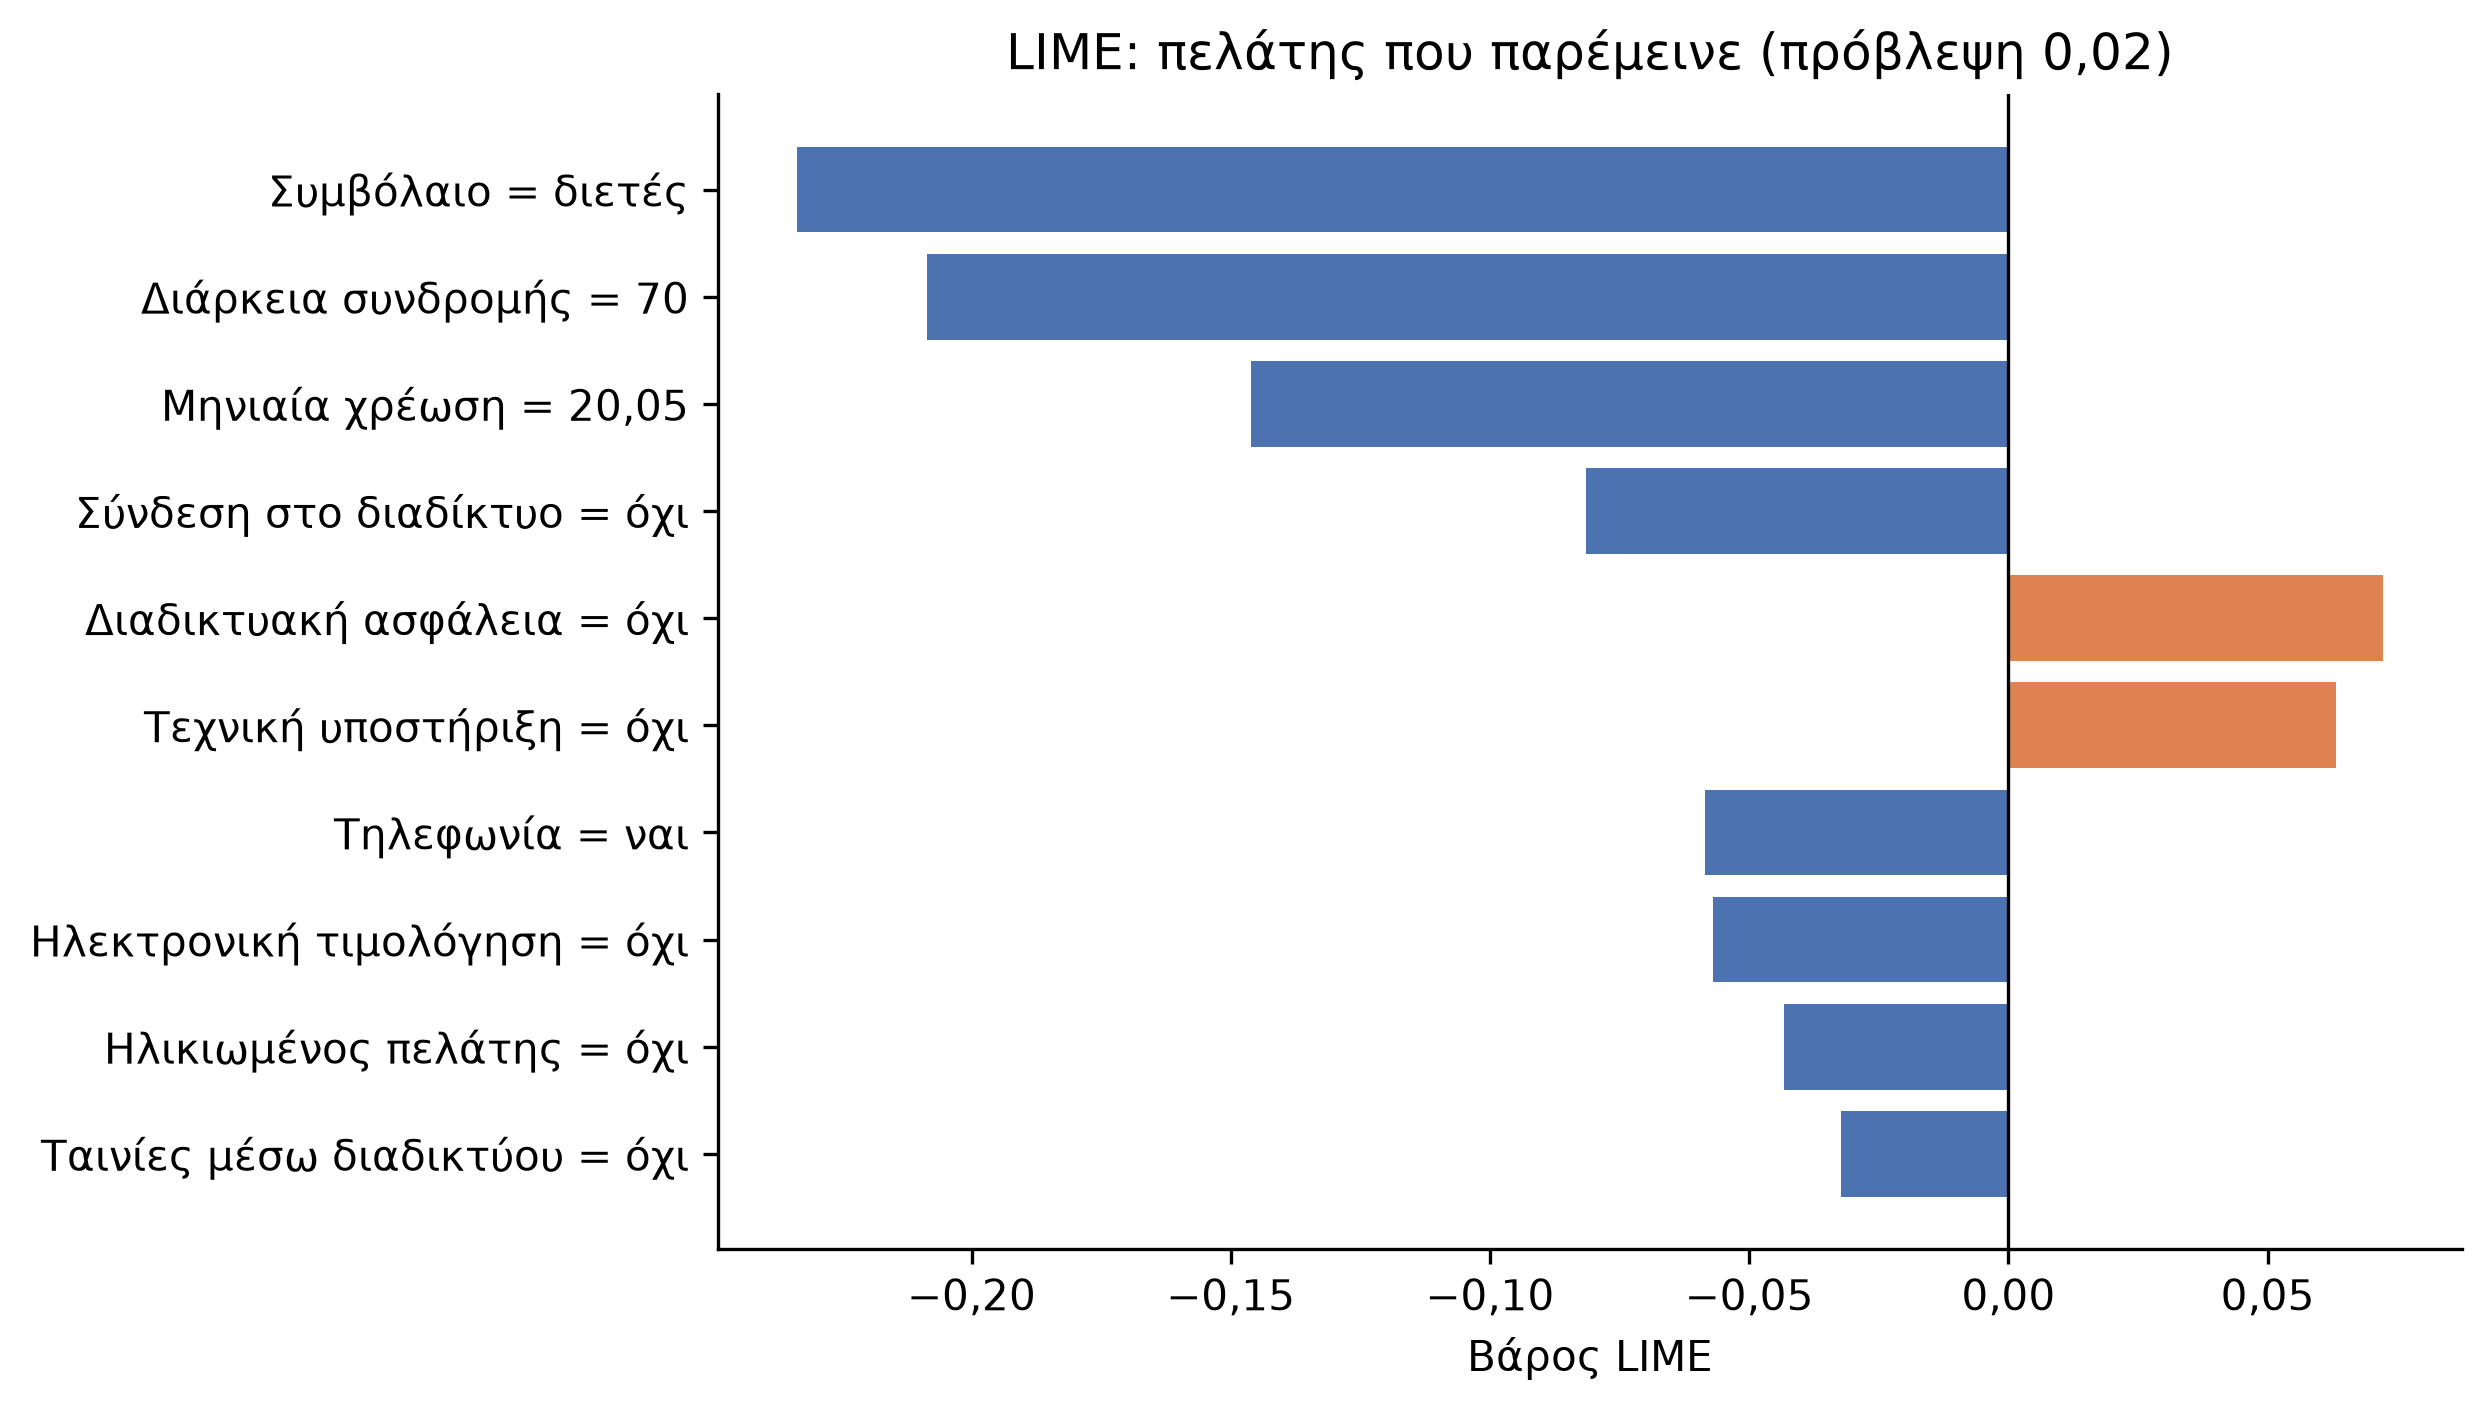 LIME: πελάτης που παρέμεινε (πρόβλεψη 0,02)
Συμβόλαιο = διετές
Διάρκεια συνδρομής = 70
Μηνιαία χρέωση = 20,05
Σύνδεση στο διαδίκτυο = όχι
Διαδικτυακή ασφάλεια = όχι
Τεχνική υποστήριξη = όχι
Τηλεφωνία = ναι
Ηλεκτρονική τιμολόγηση = όχι
Ηλικιωμένος πελάτης = όχι
Ταινίες μέσω διαδικτύου = όχι
−0,20 −0,15 −0,10 −0,05 0,00 0,05
Βάρος LIME